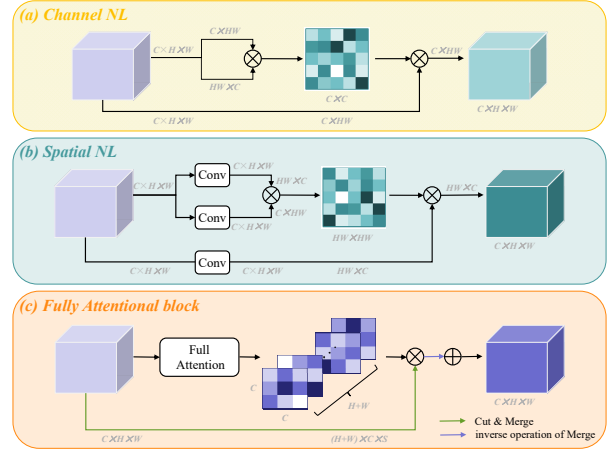 (a) Channel NL
C×HW
C×H×W
HW×C
C×C
C×HW
C×H×W
C×HW
C×H×W
(b) Spatial NL
C×H×W
Conv
C×H×W
HW×C
Conv
C×H×W
C×HW
HW×HW
HW×C
C×H×W
Conv
C×H×W
C×H×W
HW×C
(c) Fully Attentional block
Full
Attention
C
C
H+W
C×H×W
C×H×W
(H+W)×C×S
Cut & Merge
inverse operation of Merge